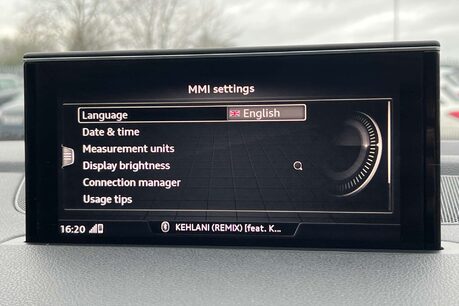 MMI settings
Language English
Date & time
Measurement units
Display brightness
Connection manager
Usage tips
16:20 KEHLANI (REMIX) [feat. K...